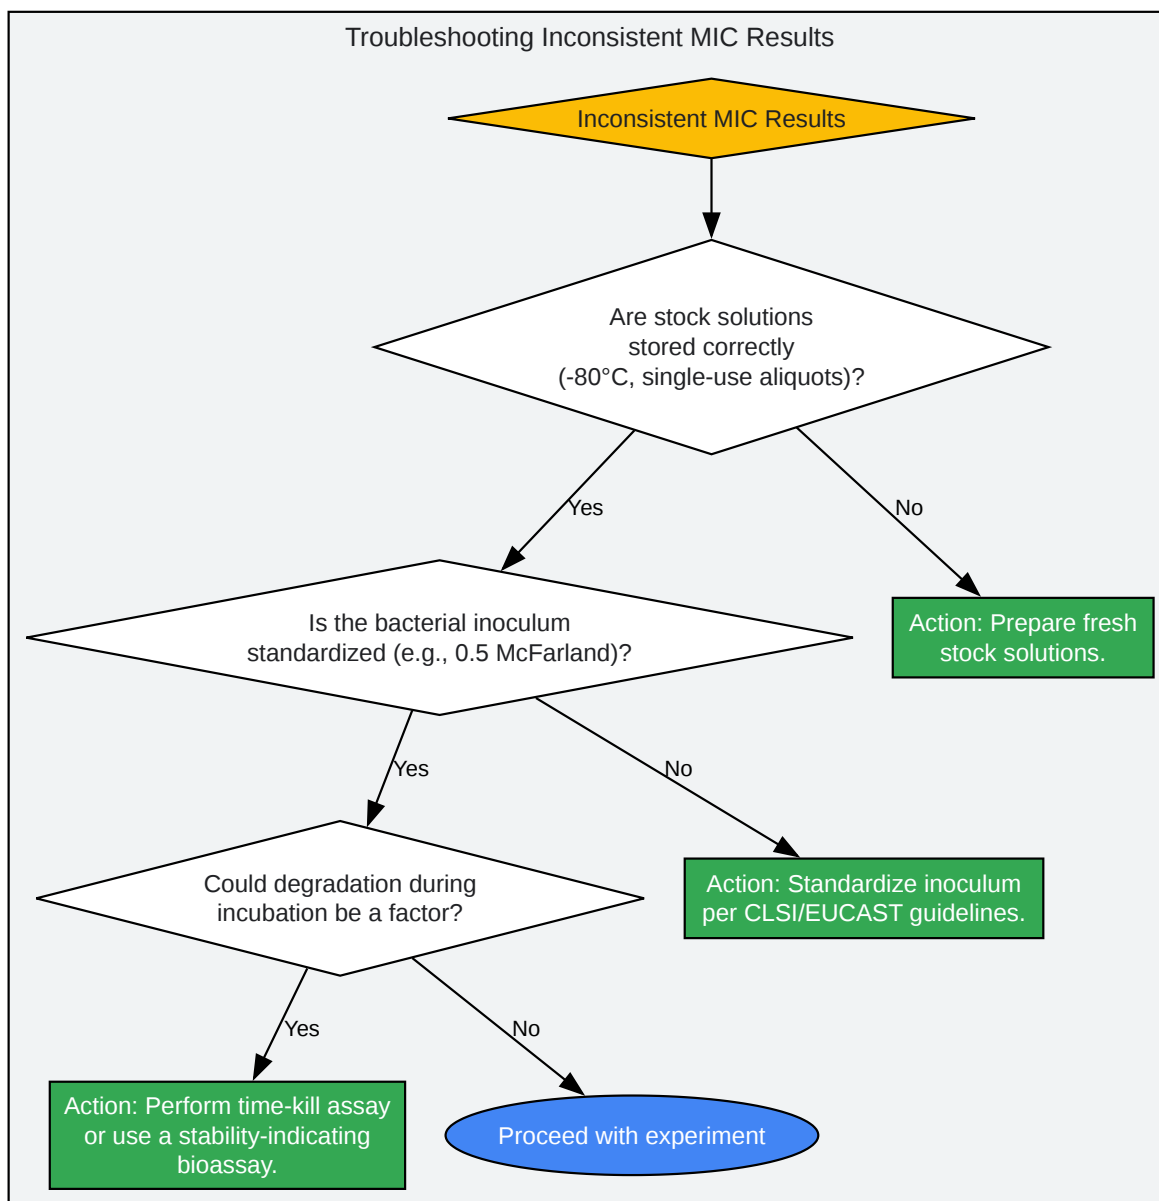 Troubleshooting Inconsistent MIC Results
Inconsistent MIC Results
Are stock solutions
stored correctly
(-80°C, single-use aliquots)?
Yes
No
Is the bacterial inoculum
standardized (e.g., 0.5 McFarland)?
Action: Prepare fresh
stock solutions.
Yes
No
Could degradation during
incubation be a factor?
Action: Standardize inoculum
per CLSI/EUCAST guidelines.
Yes
No
Action: Perform time-kill assay
or use a stability-indicating
bioassay.
Proceed with experiment